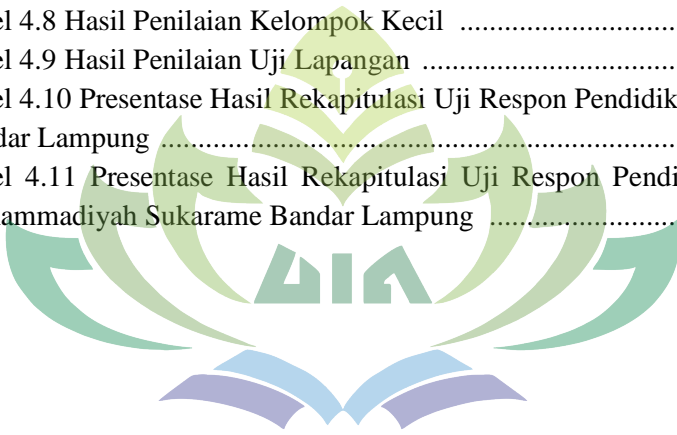 el 4.8 Hasil Penilaian Kelompok Kecil ..........................
el 4.9 Hasil Penilaian Uji Lapangan ................................
el 4.10 Presentase Hasil Rekapitulasi Uji Respon Pendidik
dar Lampung ...........................................................................
el 4.11 Presentase Hasil Rekapitulasi Uji Respon Pendi
ammadiyah Sukarame Bandar Lampung ...........................
UIN